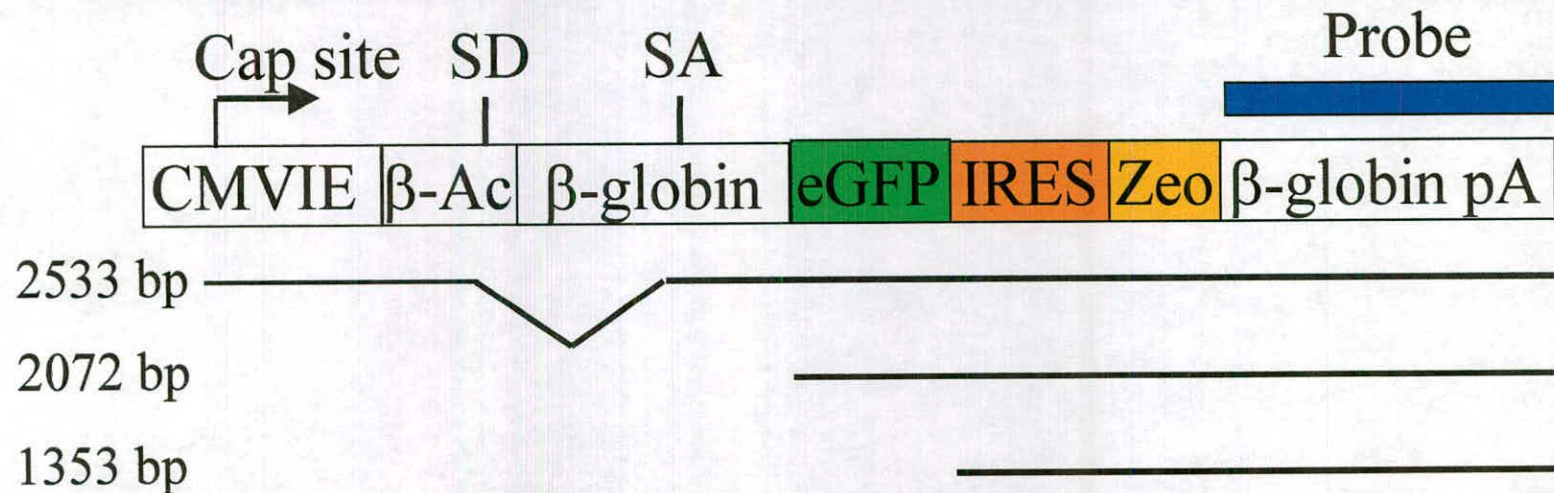 Probe
Cap site SD SA
CMVIE β-Ac β-globin eGFP IRES Zeo β-globin pA
2533 bp
2072 bp
1353 bp